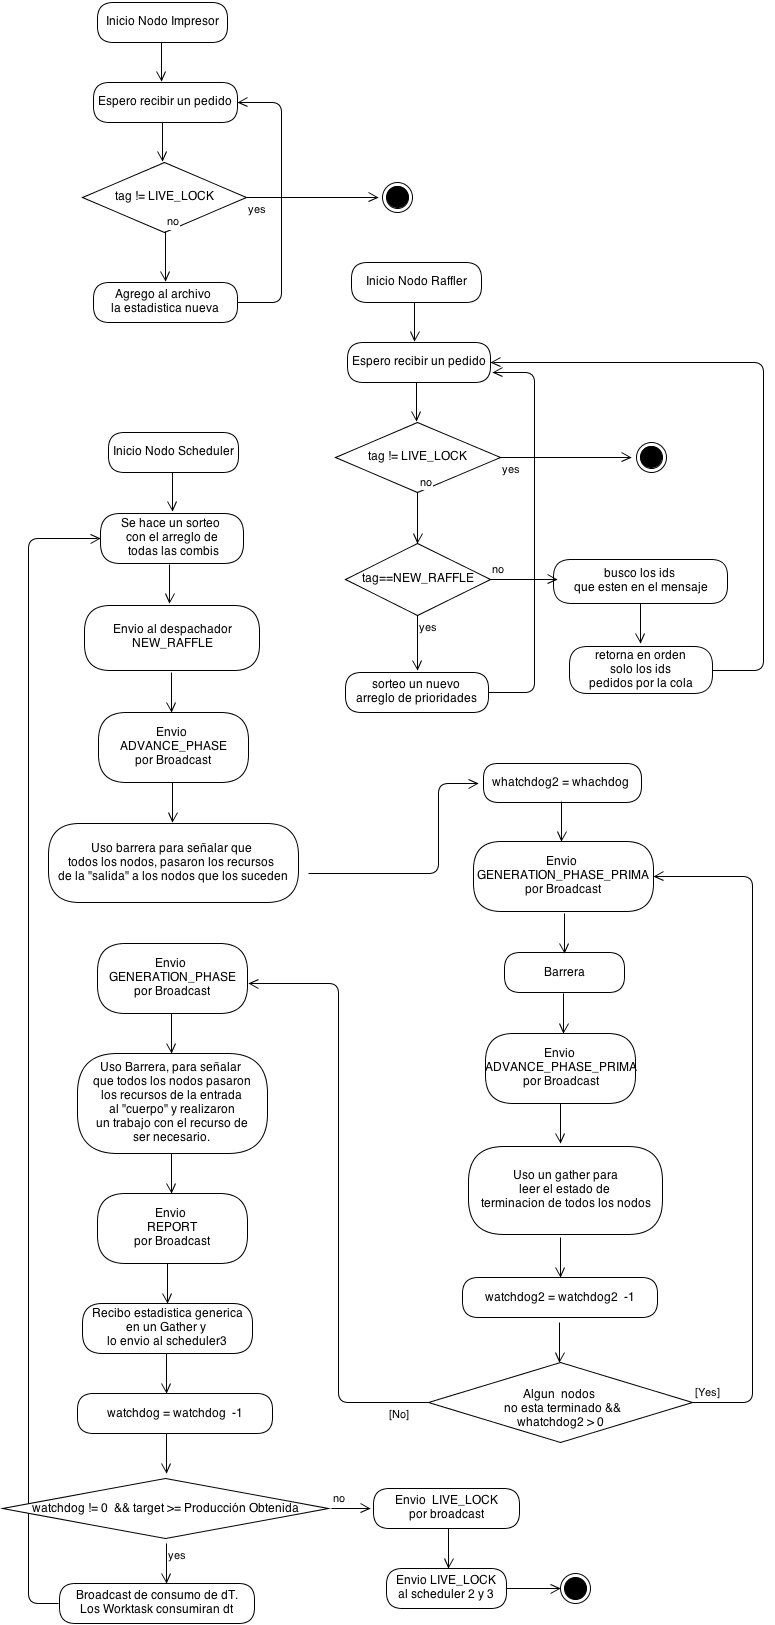 Inicio Nodo Impresor
Espero recibir un pedido
tag != LIVE_LOCK
yes
no
Agrego al archivo
la estadistica nueva
Inicio Nodo Raffler
Espero recibir un pedido
tag != LIVE_LOCK
yes
no
tag==NEW_RAFFLE
no
yes
busco los ids
que esten en el mensaje
retorna en orden
solo los ids
pedidos por la cola
sorteo un nuevo
arreglo de prioridades
Inicio Nodo Scheduler
Se hace un sorteo
con el arreglo de
todas las combis
Envio al despachador
NEW_RAFFLE
Envio
ADVANCE_PHASE
por Broadcast
Uso barrera para señalar que
todos los nodos, pasaron los recursos
de la "salida" a los nodos que los suceden
whatchdog2 = whachdog
Envio
GENERATION_PHASE_PRIMA
por Broadcast
Barrera
Envio
ADVANCE_PHASE_PRIMA
por Broadcast
Uso un gather para
leer el estado de
terminacion de todos los nodos
watchdog2 = watchdog2 -1
Algun nodos
no esta terminado &&
whatchdog2 > 0
[Yes]
[No]
Envio
GENERATION_PHASE
por Broadcast
Uso Barrera, para señalar
que todos los nodos pasaron
los recursos de la entrada
al "cuerpo" y realizaron
un trabajo con el recurso de
ser necesario.
Envio
REPORT
por Broadcast
Recibo estadistica generica
en un Gather y
lo envio al scheduler3
watchdog = watchdog -1
watchdog != 0 && target >= Producción Obtenida
no
yes
Envio LIVE_LOCK
por broadcast
Envio LIVE_LOCK
al scheduler 2 y 3
Broadcast de consumo de dT.
Los Worktask consumiran dt